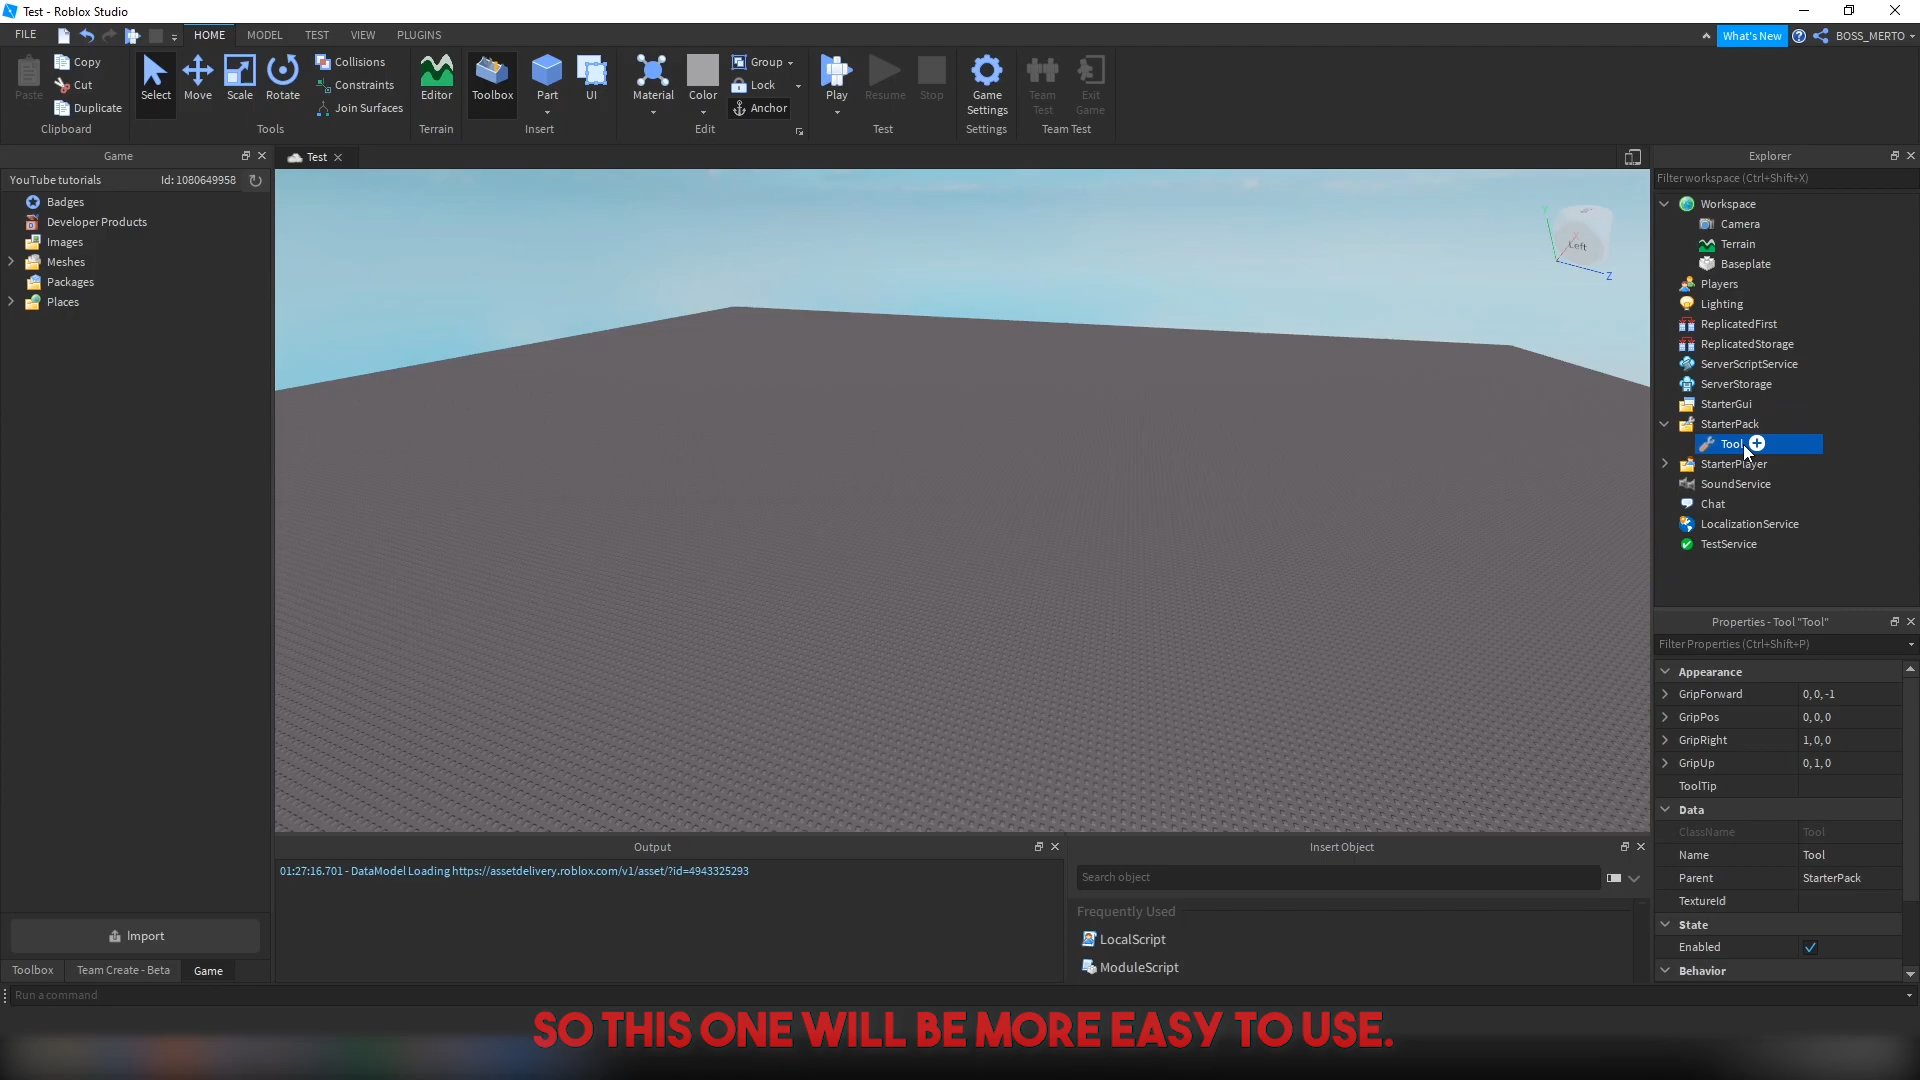 Test - Roblox Studio
FILE HOME MODEL TEST VIEW PLUGINS What's New BOSS_MERTO
Paste Copy Cut Duplicate Clipboard
Select Move Scale Rotate Collisions Constraints Join Surfaces Tools
Editor Terrain
Toolbox Part UI Insert
Material Color Group Lock Anchor Edit
Play Resume Stop Test
Game Settings Settings
Team Test Exit Game Team Test
Game
YouTube tutorials Id: 1080649958
Badges
Developer Products
Images
Meshes
Packages
Places
Import
Toolbox Team Create - Beta Game
Run a command
Test
Left
Y
X
Z
Output
01:27:16.701 - DataModel Loading https://assetdelivery.roblox.com/v1/asset/?id=4943325293
Insert Object
Search object
Frequently Used
LocalScript
ModuleScript
Explorer
Filter workspace (Ctrl+Shift+X)
Workspace
Camera
Terrain
Baseplate
Players
Lighting
ReplicatedFirst
ReplicatedStorage
ServerScriptService
ServerStorage
StarterGui
StarterPack
Tool
StarterPlayer
SoundService
Chat
LocalizationService
TestService
Properties - Tool "Tool"
Filter Properties (Ctrl+Shift+P)
Appearance
GripForward 0, 0, -1
GripPos 0, 0, 0
GripRight 1, 0, 0
GripUp 0, 1, 0
ToolTip
Data
ClassName Tool
Name Tool
Parent StarterPack
TextureId
State
Enabled
Behavior
SO THIS ONE WILL BE MORE EASY TO USE.